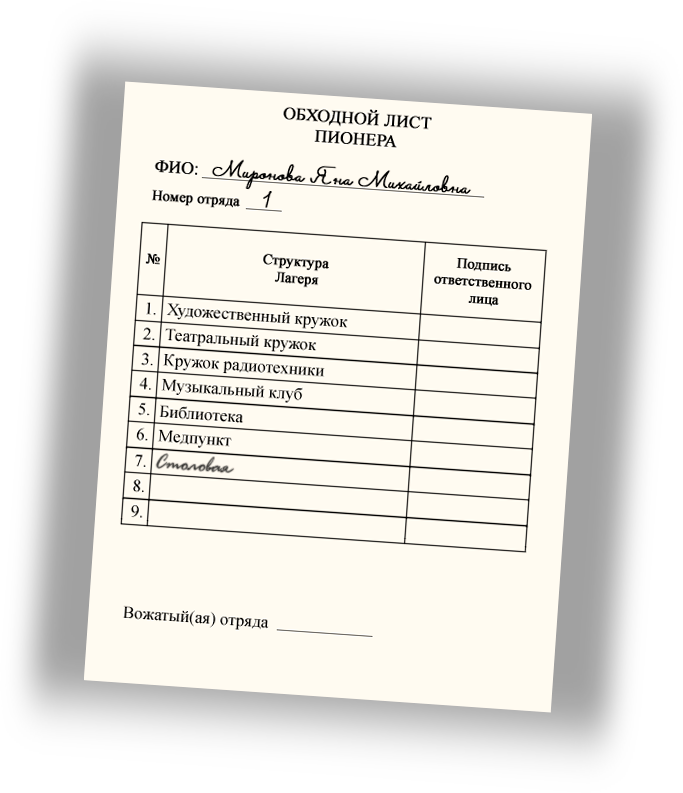 ОБХОДНОЙ ЛИСТ
ПИОНЕРА
ФИО: Миронова Яна Михайловна
Номер отряда 1
№
Структура
Лагеря
Подпись
ответственного
лица
1. Художественный кружок
2. Театральный кружок
3. Кружок радиотехники
4. Музыкальный клуб
5. Библиотека
6. Медпункт
7. Столовая
8.
9.
Вожатый(ая) отряда